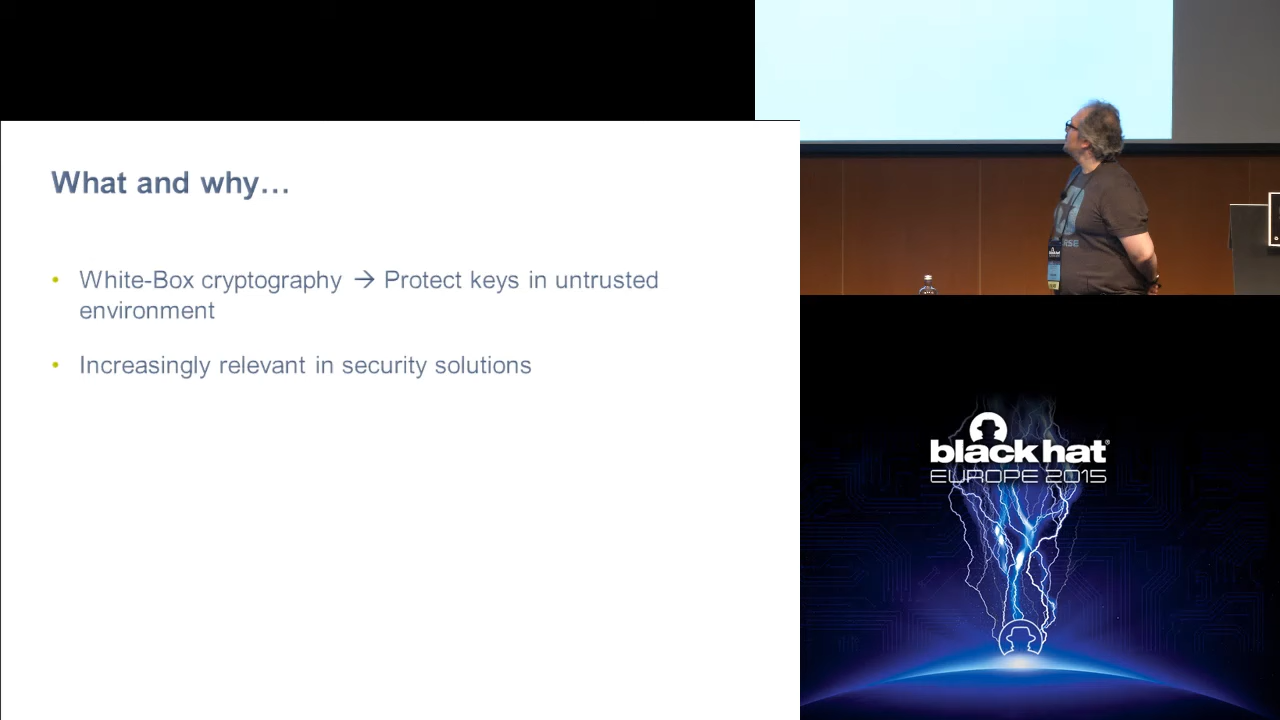 What and why…
• White-Box cryptography → Protect keys in untrusted
environment
• Increasingly relevant in security solutions
black hat®
EUROPE 2015